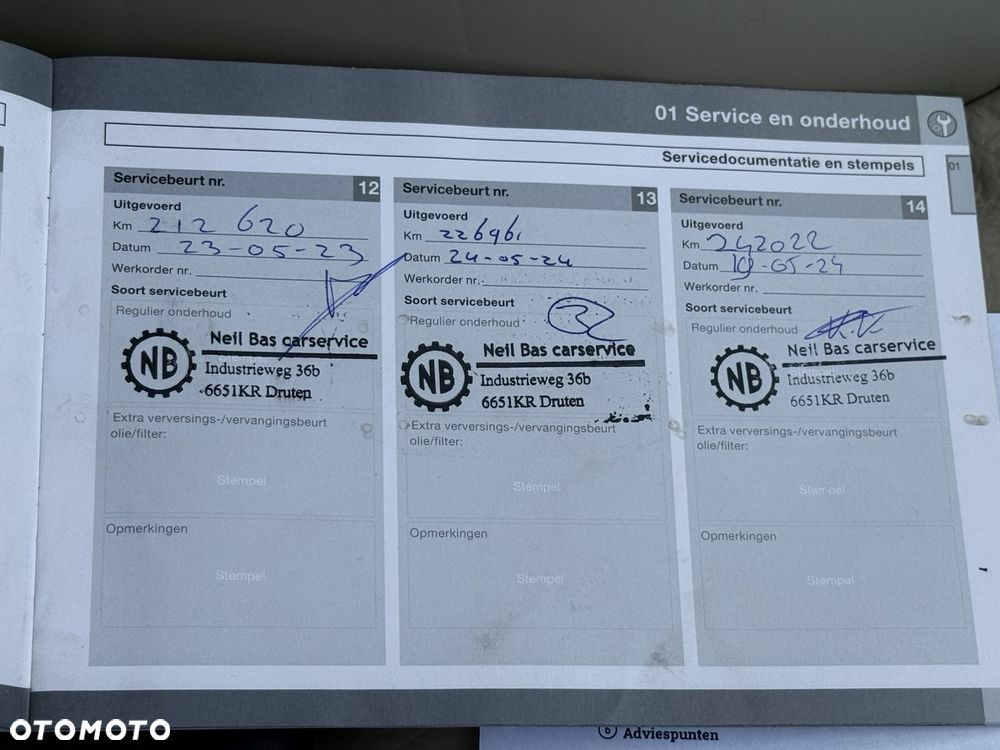 01 Service en onderhoud
Servicedocumentatie en stempels
01
Servicebeurt nr. 12
Uitgevoerd
Km 212 620
Datum 23-05-23
Werkorder nr.
Soort servicebeurt
Regulier onderhoud
NB
Neil Bas carservice
Industrieweg 36b
6651KR Druten
Extra verversings-/vervangingsbeurt
olie/filter:
Stempel
Opmerkingen
Stempel
Servicebeurt nr. 13
Uitgevoerd
Km 226961
Datum 24-05-24
Werkorder nr.
Soort servicebeurt
Regulier onderhoud
NB
Neil Bas carservice
Industrieweg 36b
6651KR Druten
Extra verversings-/vervangingsbeurt
olie/filter:
Stempel
Opmerkingen
Stempel
Servicebeurt nr. 14
Uitgevoerd
Km 242022
Datum 19-05-24
Werkorder nr.
Soort servicebeurt
Regulier onderhoud
NB
Neil Bas carservice
Industrieweg 36b
6651KR Druten
Extra verversings-/vervangingsbeurt
olie/filter:
Stempel
Opmerkingen
Stempel
6 Adviespunten
OTOMOTO